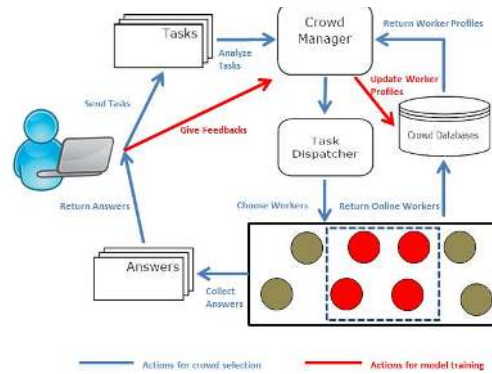 Tasks
Crowd
Manager
Return Worker Profiles
Analyze
Tasks
Update Worker
Profiles
Send Tasks
Give Feedbacks
Crowd Databases
Task
Dispatcher
Return Answers
Choose Workers
Return Online Workers
Answers
Collect
Answers
Actions for crowd selection
Actions for model training